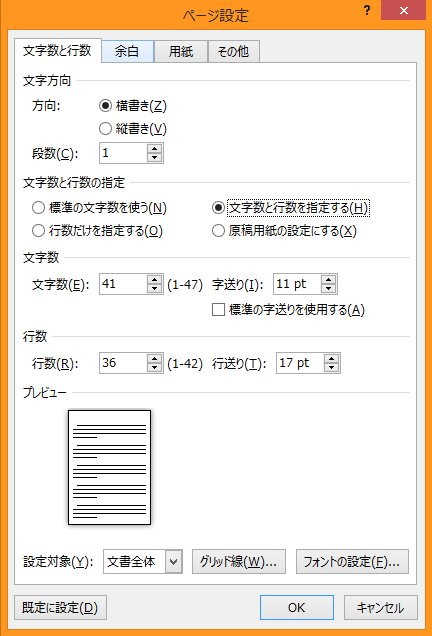 ページ設定
? ×
文字数と行数 余白 用紙 その他
文字方向
方向: 横書き(Z)
縦書き(V)
段数(C): 1
文字数と行数の指定
標準の文字数を使う(N) 文字数と行数を指定する(H)
行数だけを指定する(O) 原稿用紙の設定にする(X)
文字数
文字数(E): 41 (1-47) 字送り(I): 11 pt
標準の字送りを使用する(A)
行数
行数(R): 36 (1-42) 行送り(T): 17 pt
プレビュー
設定対象(Y): 文書全体 グリッド線(W)... フォントの設定(F)...
既定に設定(D) OK キャンセル